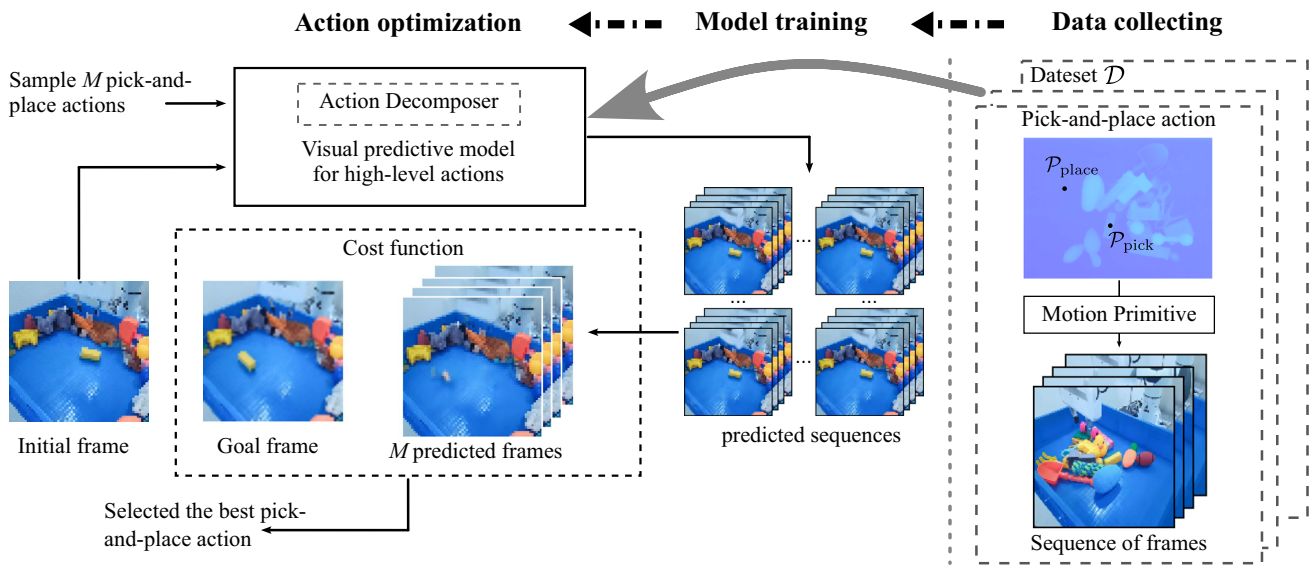 Action optimization
Model training
Data collecting
Sample M pick-and-
place actions
Action Decomposer
Visual predictive model
for high-level actions
Dateset D
Pick-and-place action
P_place
P_pick
Motion Primitive
Sequence of frames
Cost function
...
...
...
...
Initial frame
Goal frame
M predicted frames
predicted sequences
Selected the best pick-
and-place action